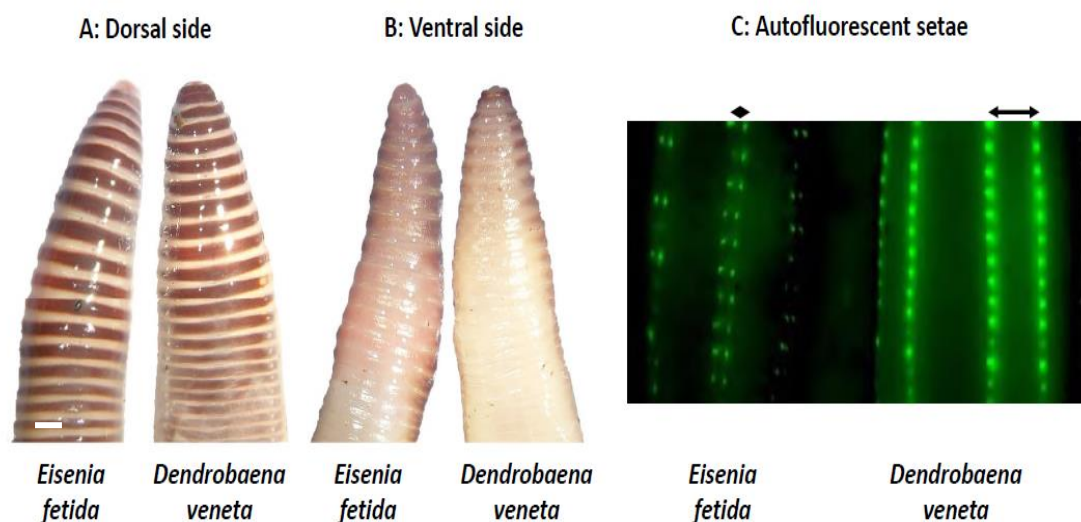 A: Dorsal side
B: Ventral side
C: Autofluorescent setae
Eisenia
fetida
Dendrobaena
veneta
Eisenia
fetida
Dendrobaena
veneta
Eisenia
fetida
Dendrobaena
veneta